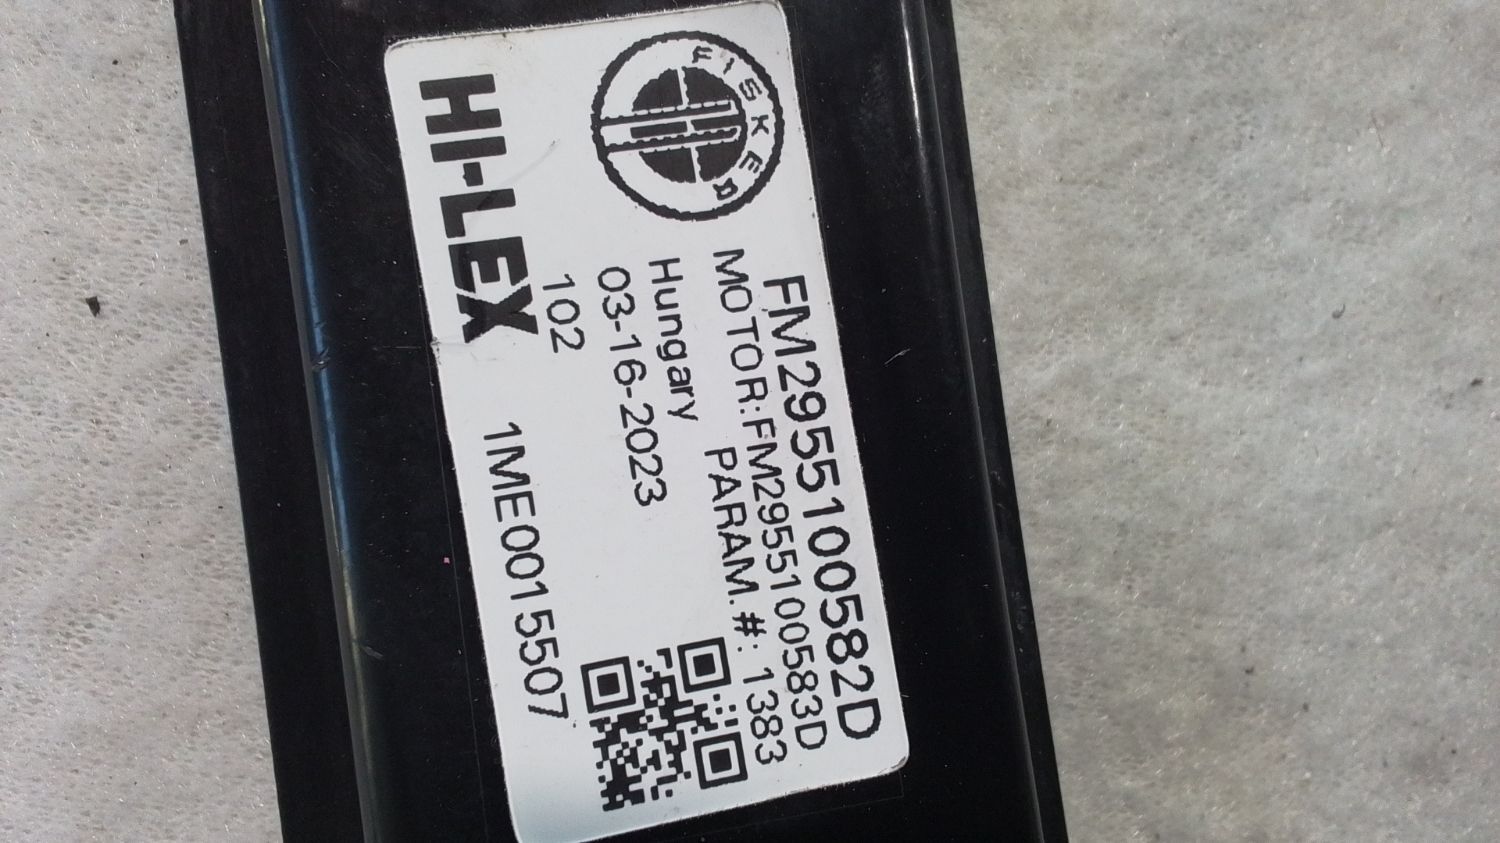 FISKER
FM2955100582D
MOTOR:FM2955100583D
PARAM.#: 1383
Hungary
03-16-2023
102
HI-LEX
1ME0015507